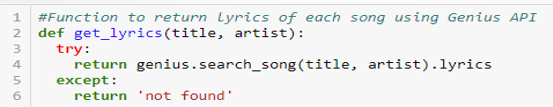 1 #Function to return lyrics of each song using Genius API
2 def get_lyrics(title, artist):
3   try:
4     return genius.search_song(title, artist).lyrics
5   except:
6     return 'not found'